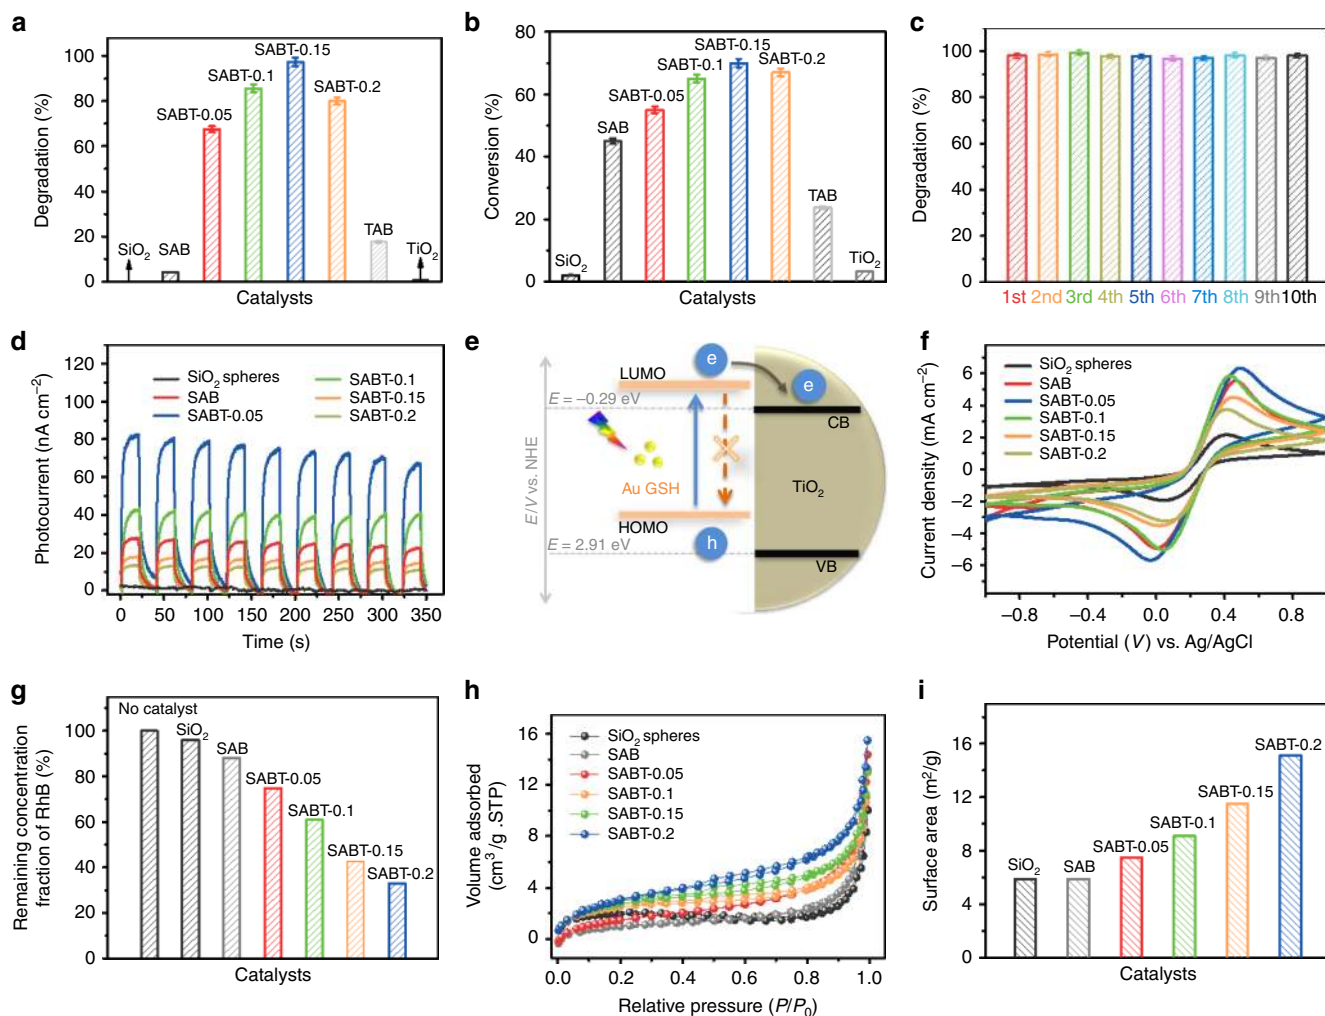 a
Degradation (%)
100
80
60
40
20
0
SiO2
SAB
SABT-0.05
SABT-0.1
SABT-0.15
SABT-0.2
TAB
TiO2
Catalysts
b
Conversion (%)
80
60
40
20
0
SiO2
SAB
SABT-0.05
SABT-0.1
SABT-0.15
SABT-0.2
TAB
TiO2
Catalysts
c
Degradation (%)
100
80
60
40
20
0
1st 2nd 3rd 4th 5th 6th 7th 8th 9th 10th
d
Photocurrent (nA cm−2)
120
100
80
60
40
20
0
SiO2 spheres
SAB
SABT-0.05
SABT-0.1
SABT-0.15
SABT-0.2
0 50 100 150 200 250 300 350
Time (s)
e
E/V vs. NHE
E = −0.29 eV
E = 2.91 eV
LUMO
e
e
CB
Au GSH
TiO2
HOMO
h
VB
f
Current density (mA cm−2)
6
4
2
0
−2
−4
−6
SiO2 spheres
SAB
SABT-0.05
SABT-0.1
SABT-0.15
SABT-0.2
−0.8 −0.4 0.0 0.4 0.8
Potential (V) vs. Ag/AgCl
g
Remaining concentration
fraction of RhB (%)
100
80
60
40
20
0
No catalyst
SiO2
SAB
SABT-0.05
SABT-0.1
SABT-0.15
SABT-0.2
Catalysts
h
Volume adsorbed
(cm3/g .STP)
16
12
8
4
0
SiO2 spheres
SAB
SABT-0.05
SABT-0.1
SABT-0.15
SABT-0.2
0.0 0.2 0.4 0.6 0.8 1.0
Relative pressure (P/P0)
i
Surface area (m2/g)
16
12
8
4
0
SiO2
SAB
SABT-0.05
SABT-0.1
SABT-0.15
SABT-0.2
Catalysts